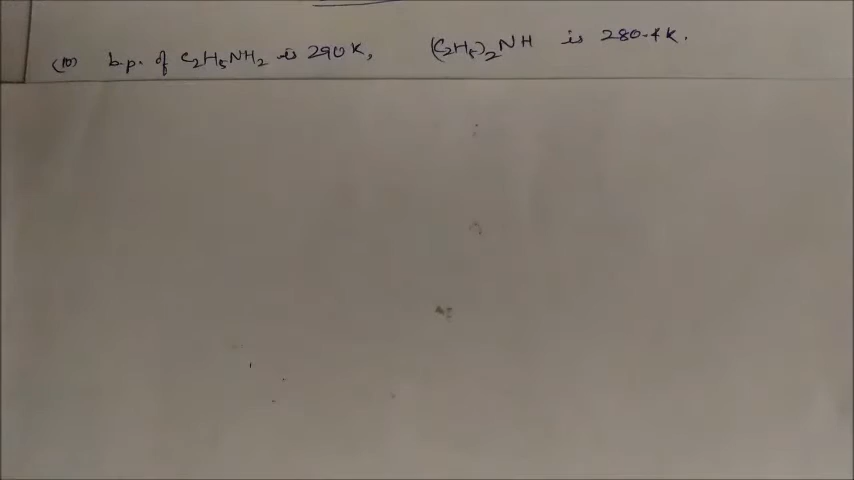 (10) b.p. of C₂H₅NH₂ is 290 K, (C₂H₅)₂NH is 280.4 K.